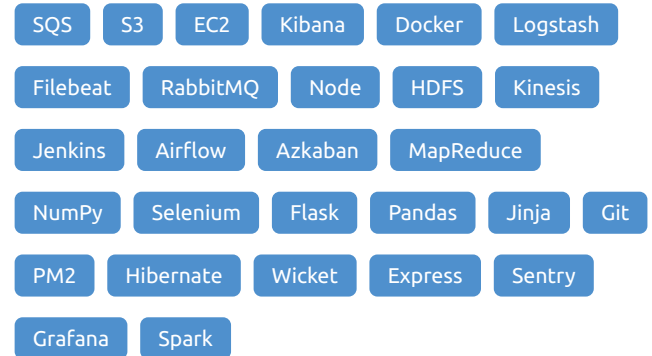 SQS S3 EC2 Kibana Docker Logstash
Filebeat RabbitMQ Node HDFS Kinesis
Jenkins Airflow Azkaban MapReduce
NumPy Selenium Flask Pandas Jinja Git
PM2 Hibernate Wicket Express Sentry
Grafana Spark